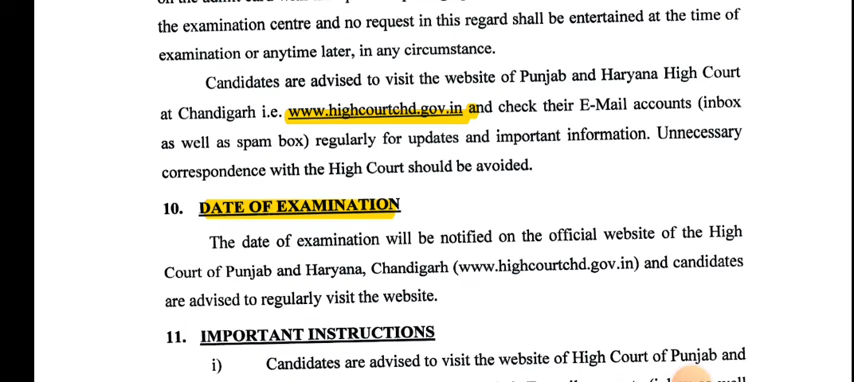 the examination centre and no request in this regard shall be entertained at the time of
examination or anytime later, in any circumstance.
Candidates are advised to visit the website of Punjab and Haryana High Court
at Chandigarh i.e. www.highcourtchd.gov.in and check their E-Mail accounts (inbox
as well as spam box) regularly for updates and important information. Unnecessary
correspondence with the High Court should be avoided.
10. DATE OF EXAMINATION
The date of examination will be notified on the official website of the High
Court of Punjab and Haryana, Chandigarh (www.highcourtchd.gov.in) and candidates
are advised to regularly visit the website.
11. IMPORTANT INSTRUCTIONS
i) Candidates are advised to visit the website of High Court of Punjab and